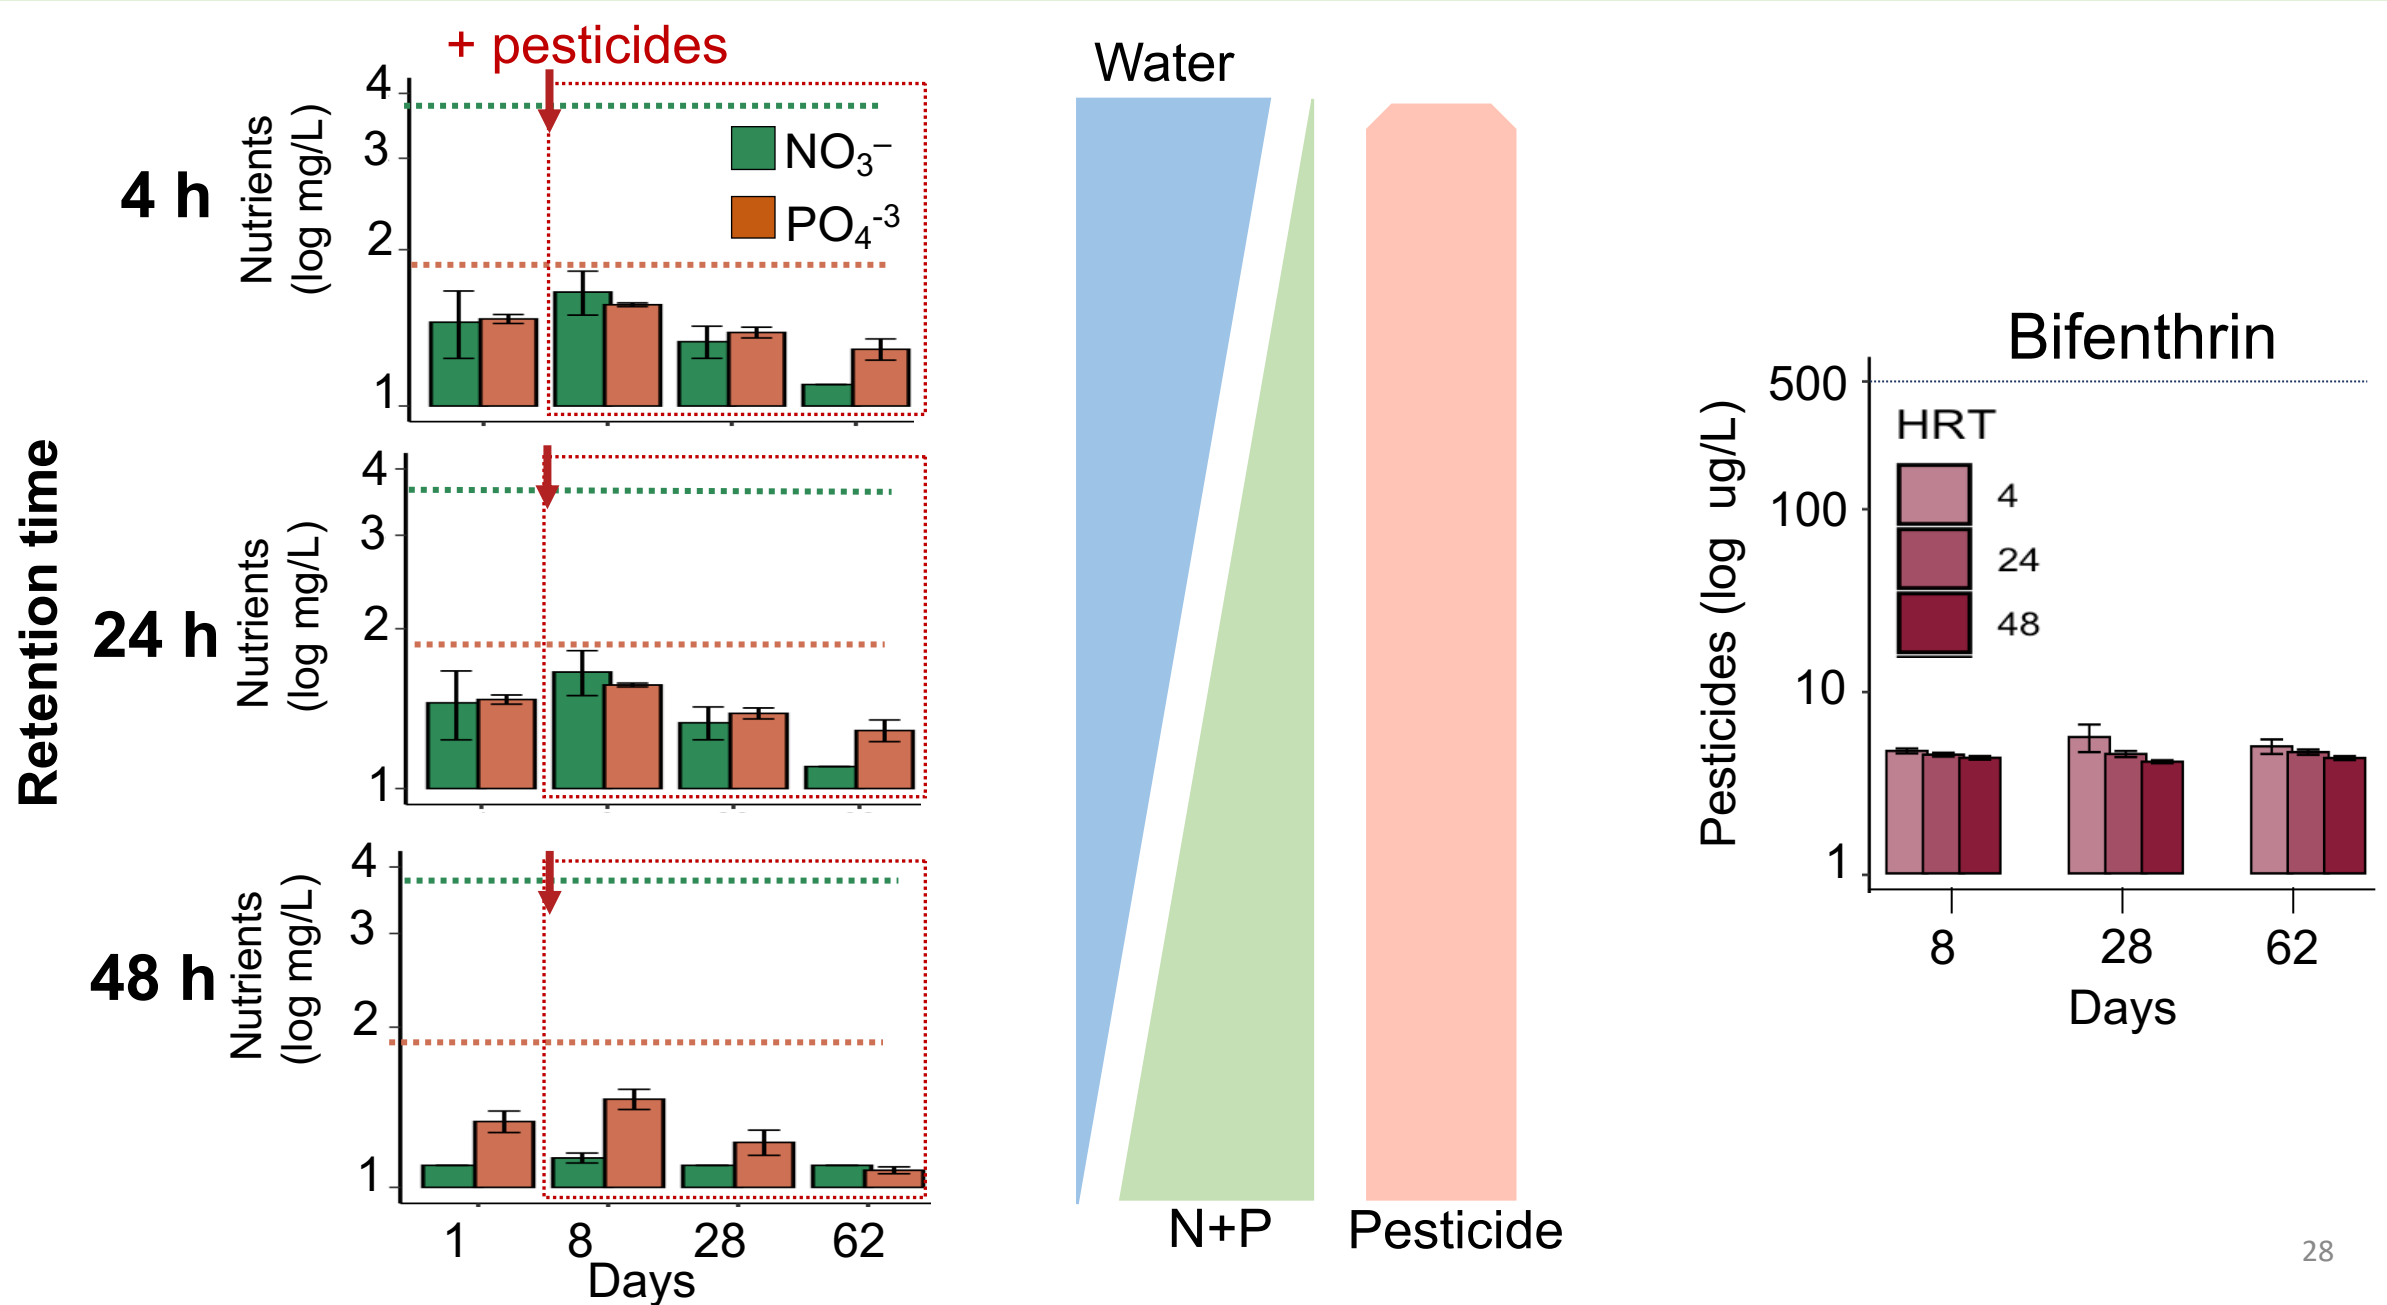 + pesticides
Water
4
3
2
1
NO₃⁻
PO₄⁻³
4 h
Nutrients
(log mg/L)
Retention time
4
3
2
1
24 h
Nutrients
(log mg/L)
4
3
2
1
48 h
Nutrients
(log mg/L)
1 8 28 62
Days
N+P
Pesticide
Bifenthrin
Pesticides (log ug/L)
500
100
10
1
HRT
4
24
48
8 28 62
Days
28